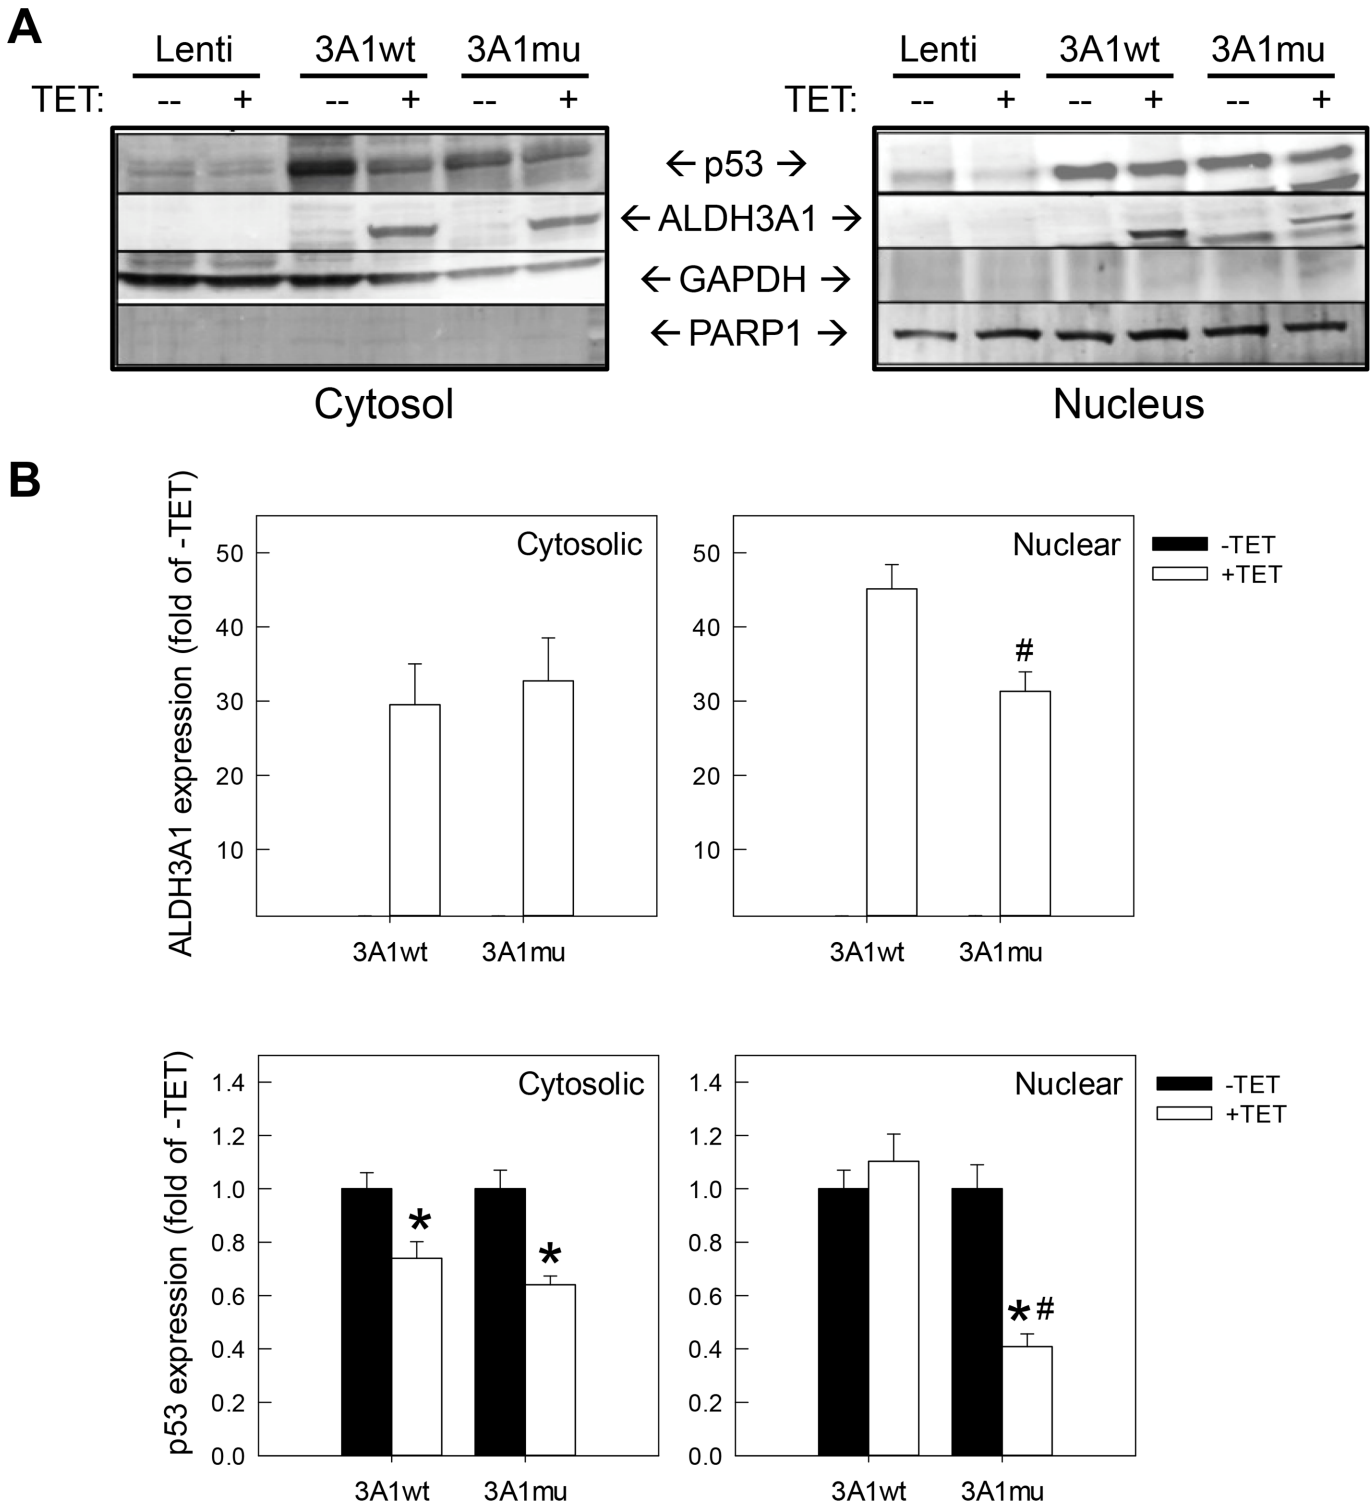 A
Lenti 3A1wt 3A1mu Lenti 3A1wt 3A1mu
TET: -- + -- + -- + TET: -- + -- + -- +
← p53 →
← ALDH3A1 →
← GAPDH →
← PARP1 →
Cytosol Nucleus
B
ALDH3A1 expression (fold of -TET)
Cytosolic
50
40
30
20
10
3A1wt 3A1mu
Nuclear
50
40
30
20
10
#
3A1wt 3A1mu
-TET
+TET
p53 expression (fold of -TET)
Cytosolic
1.4
1.2
1.0
0.8
0.6
0.4
0.2
0.0
*
*
3A1wt 3A1mu
Nuclear
1.4
1.2
1.0
0.8
0.6
0.4
0.2
0.0
*#
3A1wt 3A1mu
-TET
+TET